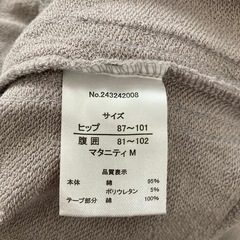 No.243242008
サイズ
ヒップ 87～101
腹囲 81～102
マタニティ M
品質表示
本体 綿 95%
ポリウレタン 5%
テープ部分 綿 100%